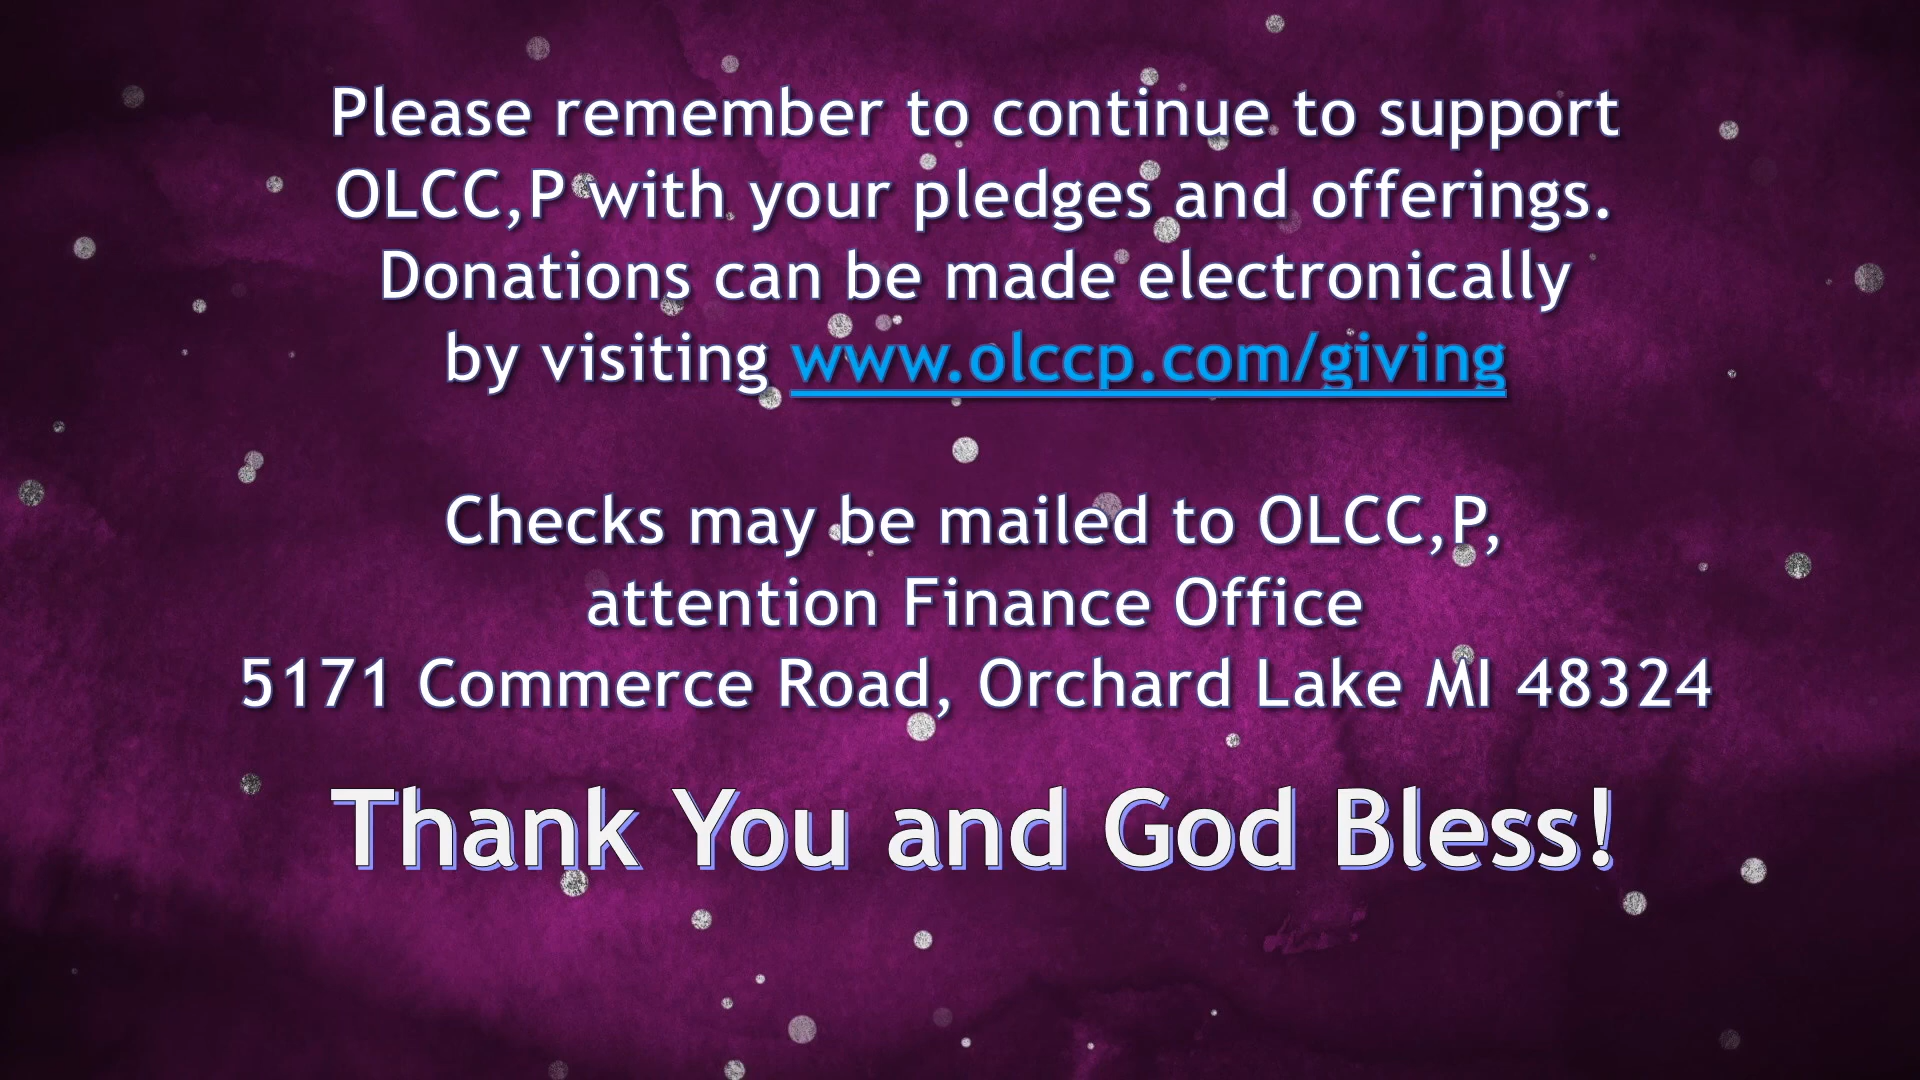 Please remember to continue to support
OLCC,P with your pledges and offerings.
Donations can be made electronically
by visiting www.olccp.com/giving
Checks may be mailed to OLCC,P,
attention Finance Office
5171 Commerce Road, Orchard Lake MI 48324
Thank You and God Bless!